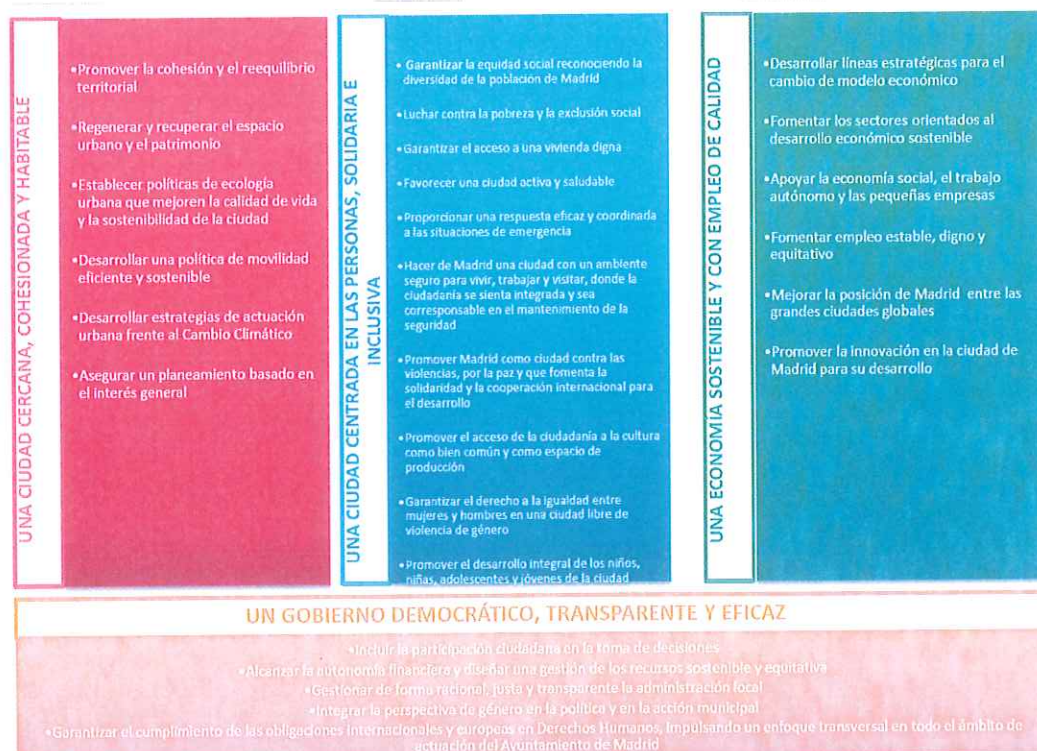 UNA CIUDAD CERCANA, COHESIONADA Y HABITABLE
•Promover la cohesión y el reequilibrio
territorial
•Regenerar y recuperar el espacio
urbano y el patrimonio
•Establecer políticas de ecología
urbana que mejoren la calidad de vida
y la sostenibilidad de la ciudad
•Desarrollar una política de movilidad
eficiente y sostenible
•Desarrollar estrategias de actuación
urbana frente al Cambio Climático
•Asegurar un planeamiento basado en
el interés general
UNA CIUDAD CENTRADA EN LAS PERSONAS, SOLIDARIA E
INCLUSIVA
• Garantizar la equidad social reconociendo la
diversidad de la población de Madrid
•Luchar contra la pobreza y la exclusión social
•Garantizar el acceso a una vivienda digna
•Favorecer una ciudad activa y saludable
•Proporcionar una respuesta eficaz y coordinada
a las situaciones de emergencia
•Hacer de Madrid una ciudad con un ambiente
seguro para vivir, trabajar y visitar, donde la
ciudadanía se sienta integrada y sea
corresponsable en el mantenimiento de la
seguridad
•Promover Madrid como ciudad contra las
violencias, por la paz y que fomenta la
solidaridad y la cooperación internacional para
el desarrollo
•Promover el acceso de la ciudadanía a la cultura
como bien común y como espacio de
producción
•Garantizar el derecho a la igualdad entre
mujeres y hombres en una ciudad libre de
violencia de género
•Promover el desarrollo integral de los niños,
niñas, adolescentes y jóvenes de la ciudad
UNA ECONOMÍA SOSTENIBLE Y CON EMPLEO DE CALIDAD
•Desarrollar líneas estratégicas para el
cambio de modelo económico
•Fomentar los sectores orientados al
desarrollo económico sostenible
•Apoyar la economía social, el trabajo
autónomo y las pequeñas empresas
•Fomentar empleo estable, digno y
equitativo
•Mejorar la posición de Madrid entre las
grandes ciudades globales
•Promover la innovación en la ciudad de
Madrid para su desarrollo
UN GOBIERNO DEMOCRÁTICO, TRANSPARENTE Y EFICAZ
•Incluir la participación ciudadana en la toma de decisiones
•Alcanzar la autonomía financiera y diseñar una gestión de los recursos sostenible y equitativa
•Gestionar de forma racional, justa y transparente la administración local
•Integrar la perspectiva de género en la política y en la acción municipal
•Garantizar el cumplimiento de las obligaciones internacionales y europeas en Derechos Humanos, impulsando un enfoque transversal en todo el ámbito de
actuación del Ayuntamiento de Madrid